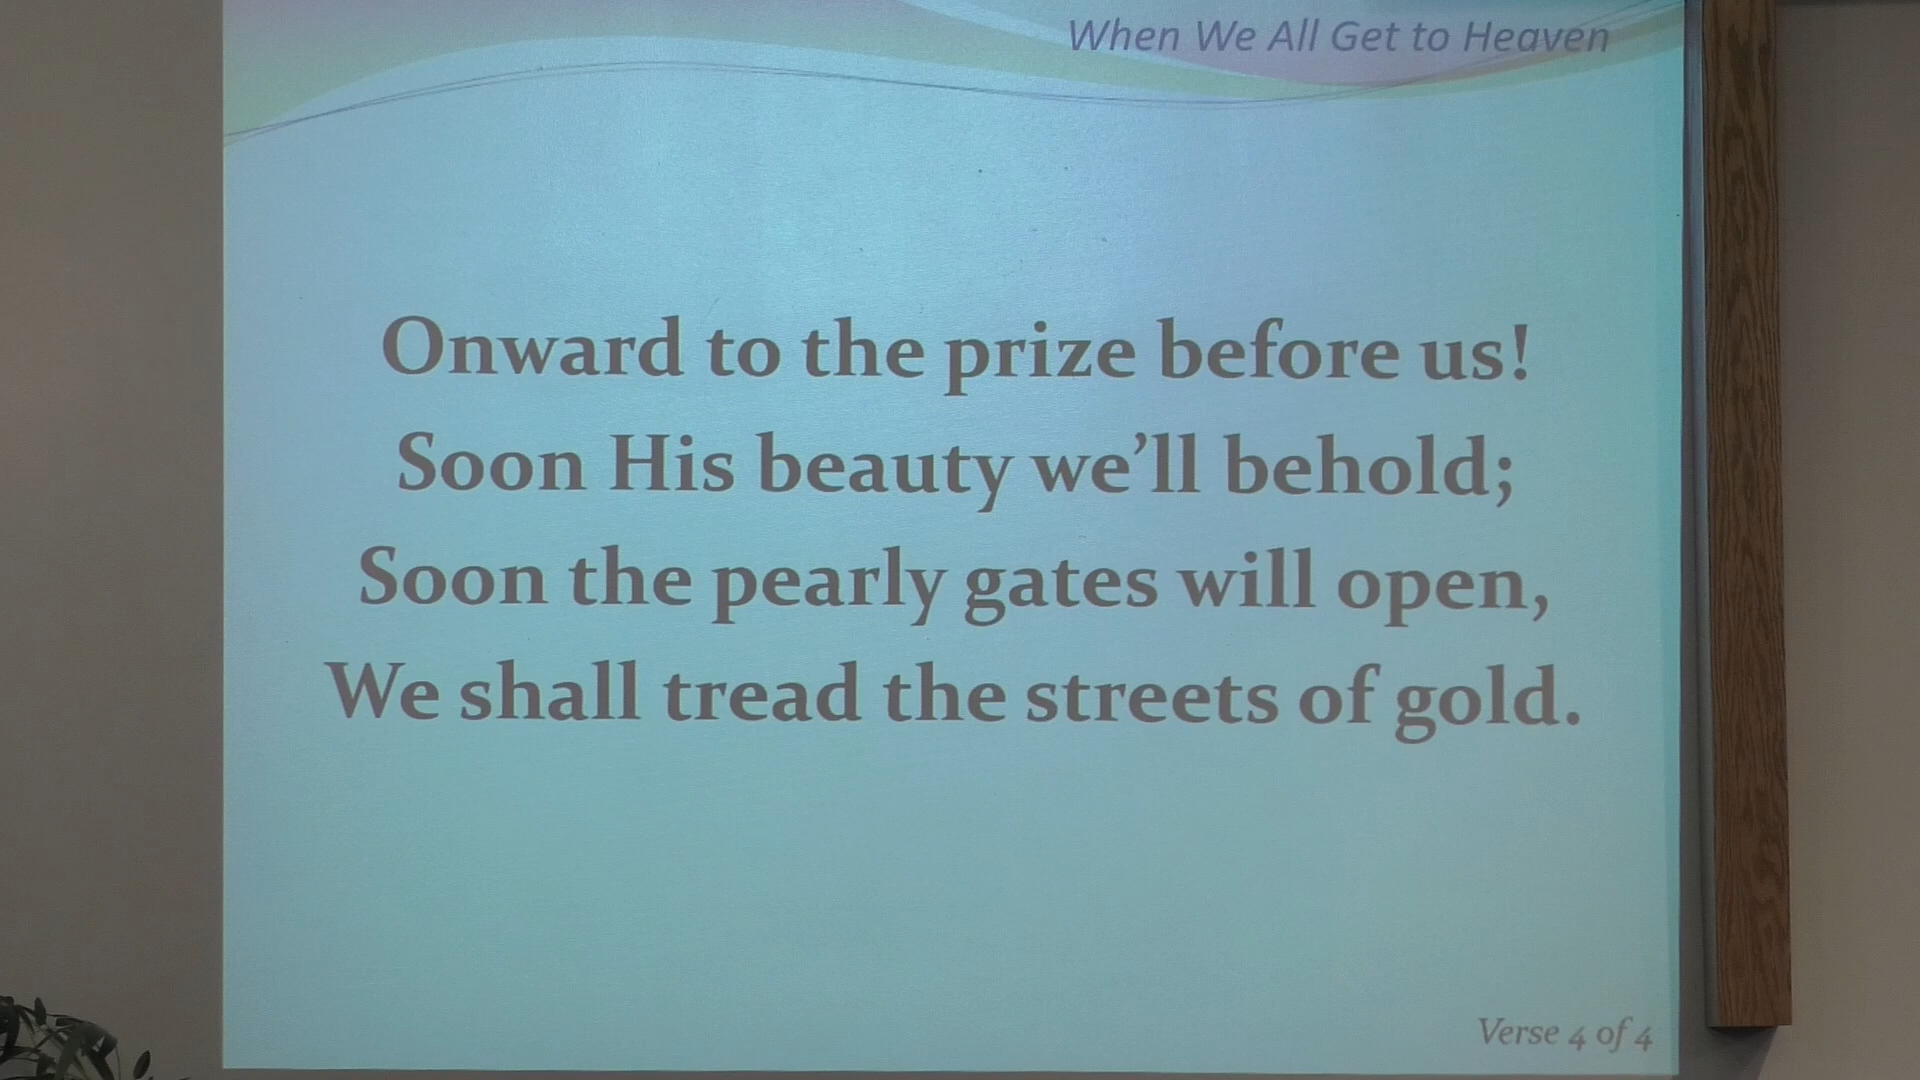 When We All Get to Heaven
Onward to the prize before us!
Soon His beauty we’ll behold;
Soon the pearly gates will open,
We shall tread the streets of gold.
Verse 4 of 4